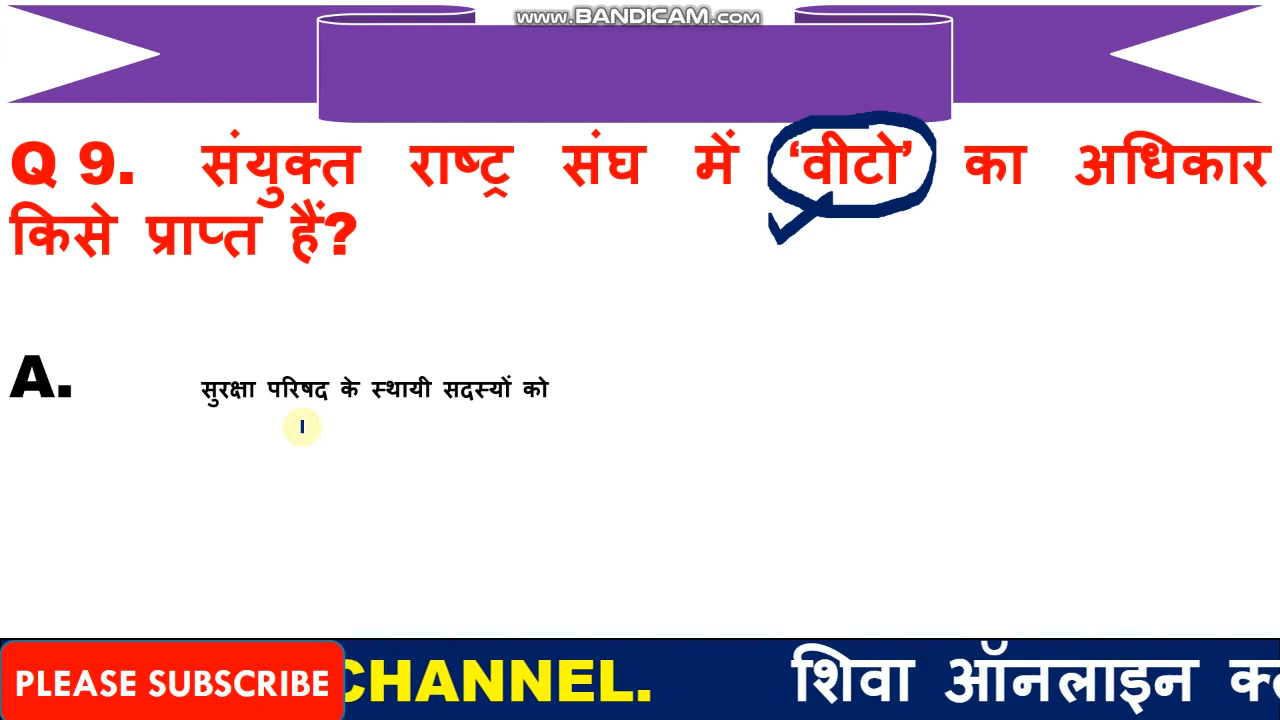 www.BANDICAM.com
Q 9. संयुक्त राष्ट्र संघ में ‘वीटो’ का अधिकार
किसे प्राप्त हैं?
A. सुरक्षा परिषद के स्थायी सदस्यों को
PLEASE SUBSCRIBE CHANNEL. शिवा ऑनलाइन